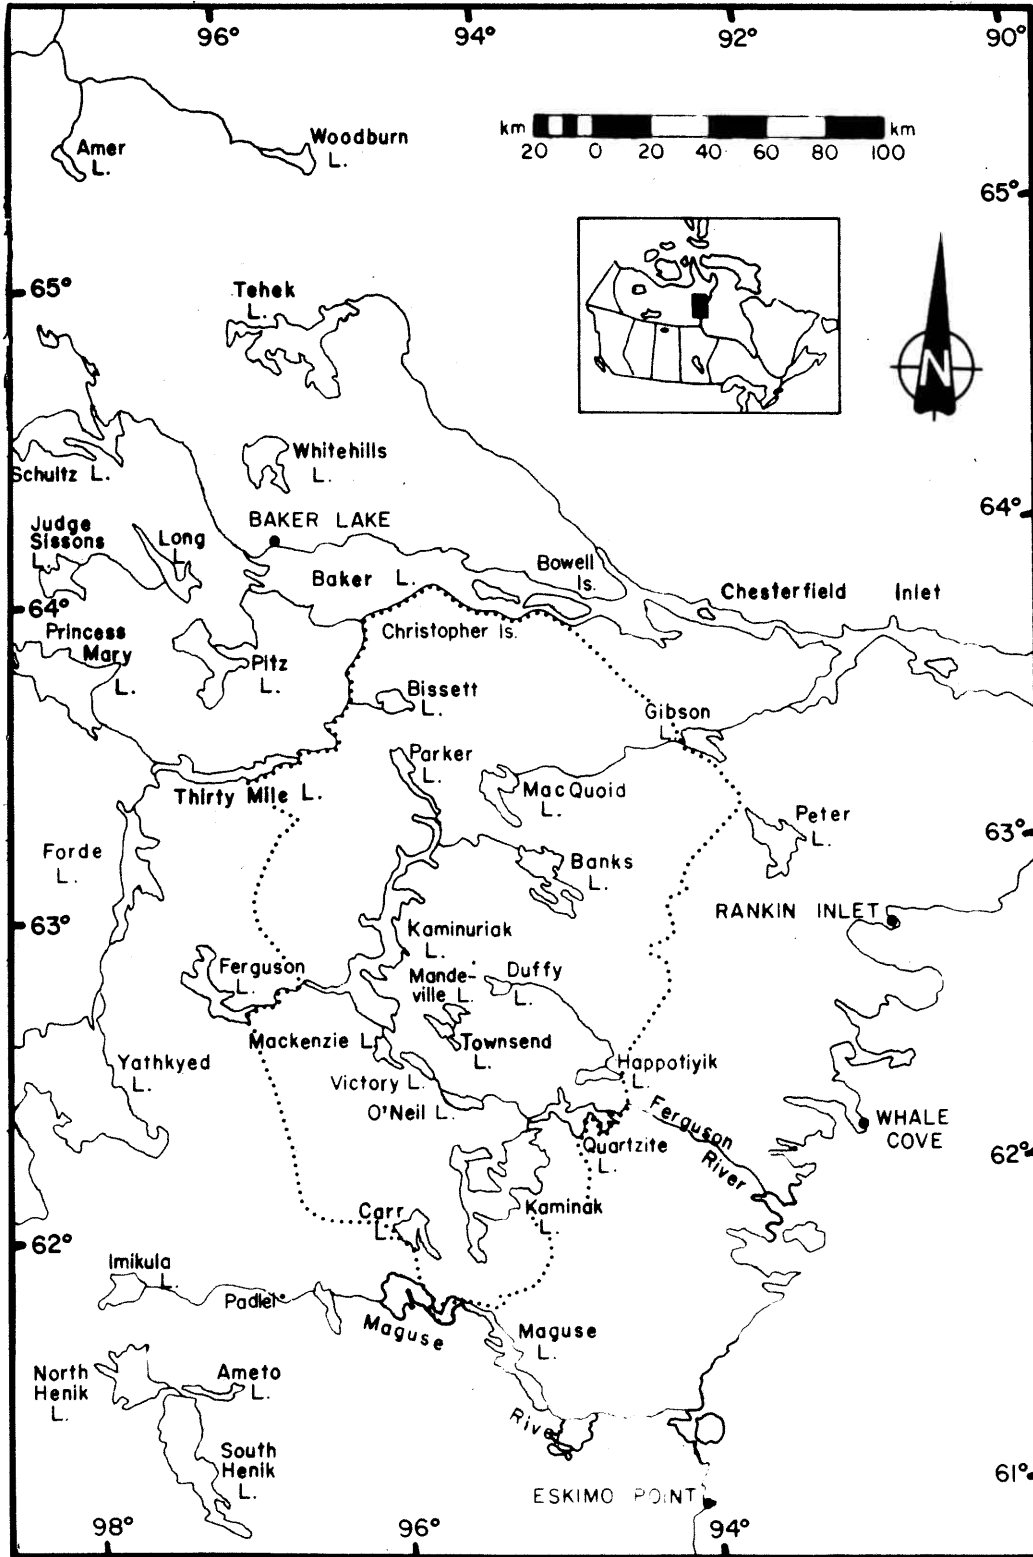 96° 94° 92° 90°
Amer
L.
Woodburn
L.
km km
20 0 20 40 60 80 100
65°
65°
Tehek
L.
N
Whitehills
L.
Schultz L.
64°
BAKER LAKE
Judge
Sissons
L.
Long
L.
Baker L.
Bowell
Is.
Chesterfield Inlet
64°
Christopher Is.
Princess
Mary
L.
Pitz
L.
Bissett
L.
Gibson
L.
Parker
L.
Thirty Mile L.
MacQuoid
L.
Peter
L.
63°
Forde
L.
Banks
L.
RANKIN INLET
63°
Kaminuriak
L.
Ferguson
L.
Mande-
ville L.
Duffy
L.
Mackenzie L.
Townsend
L.
Yathkyed
L.
Victory L.
Happotiyik
L.
O'Neil L.
Ferguson
River
WHALE
COVE
Quartzite
L.
62°
Carr
L.
Kaminak
L.
62°
Imikula
L.
Padlei
Maguse
Maguse
L.
North
Henik
L.
Ameto
L.
River
South
Henik
L.
61°
ESKIMO POINT
98° 96° 94°